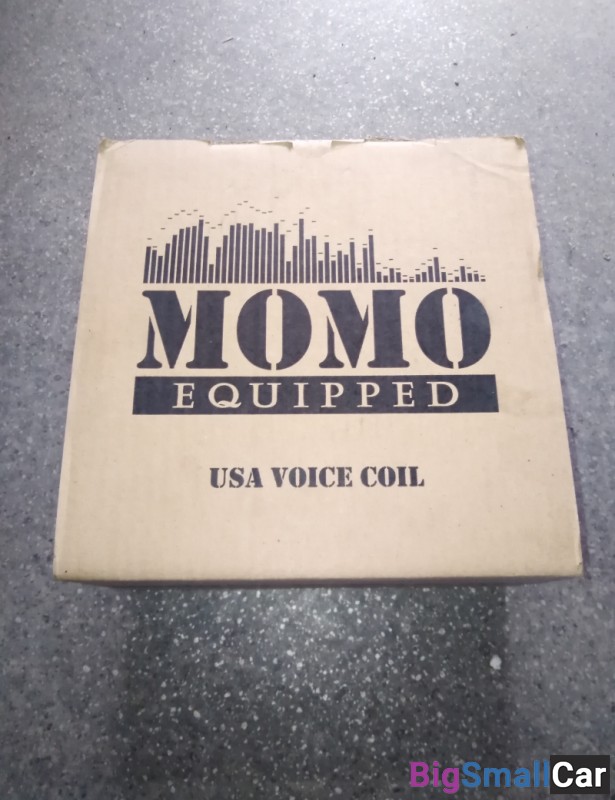 MOMO
EQUIPPED
USA VOICE COIL
BigSmallCar